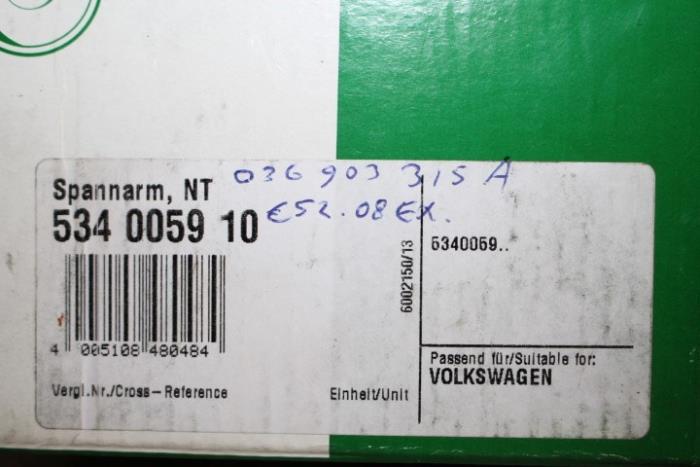 036 903 315 A
Spannarm, NT
534 0059 10
€52.08 EX.
6002150/13
5340059..
4 005108 480484
Passend für/Suitable for:
VOLKSWAGEN
Vergl.Nr./Cross-Reference
Einheit/Unit